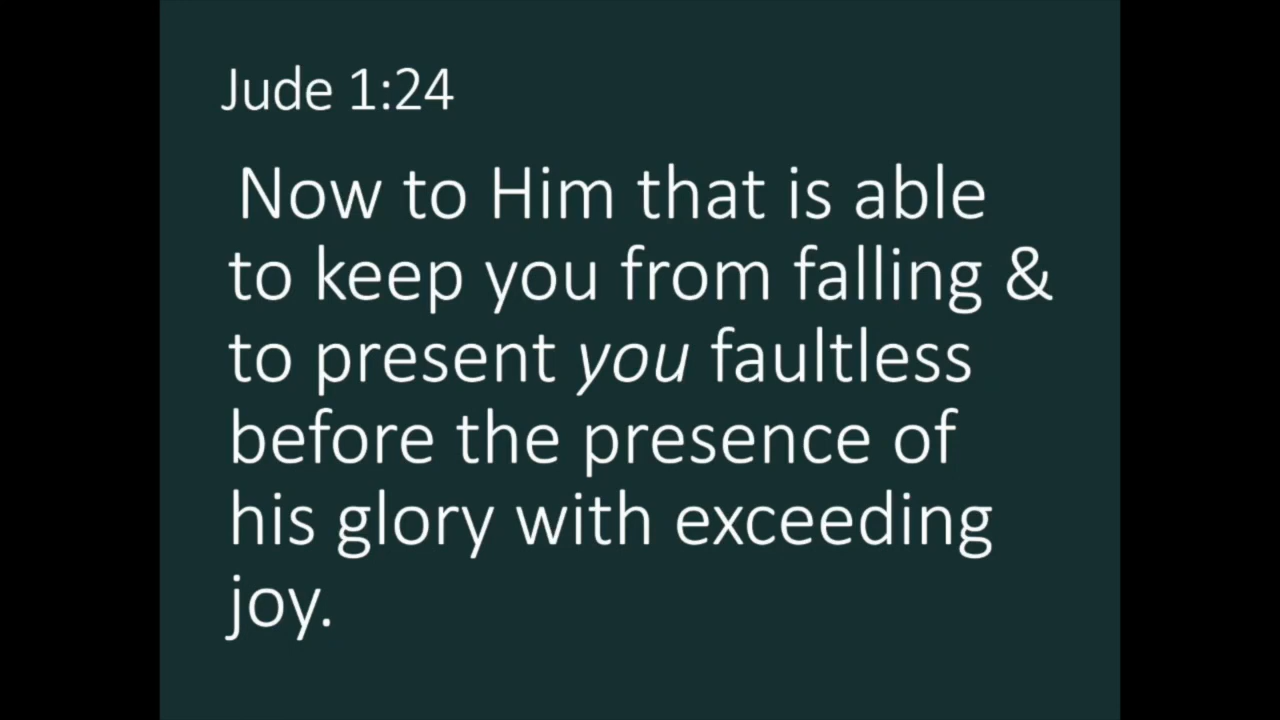 Jude 1:24
Now to Him that is able
to keep you from falling &
to present you faultless
before the presence of
his glory with exceeding
joy.